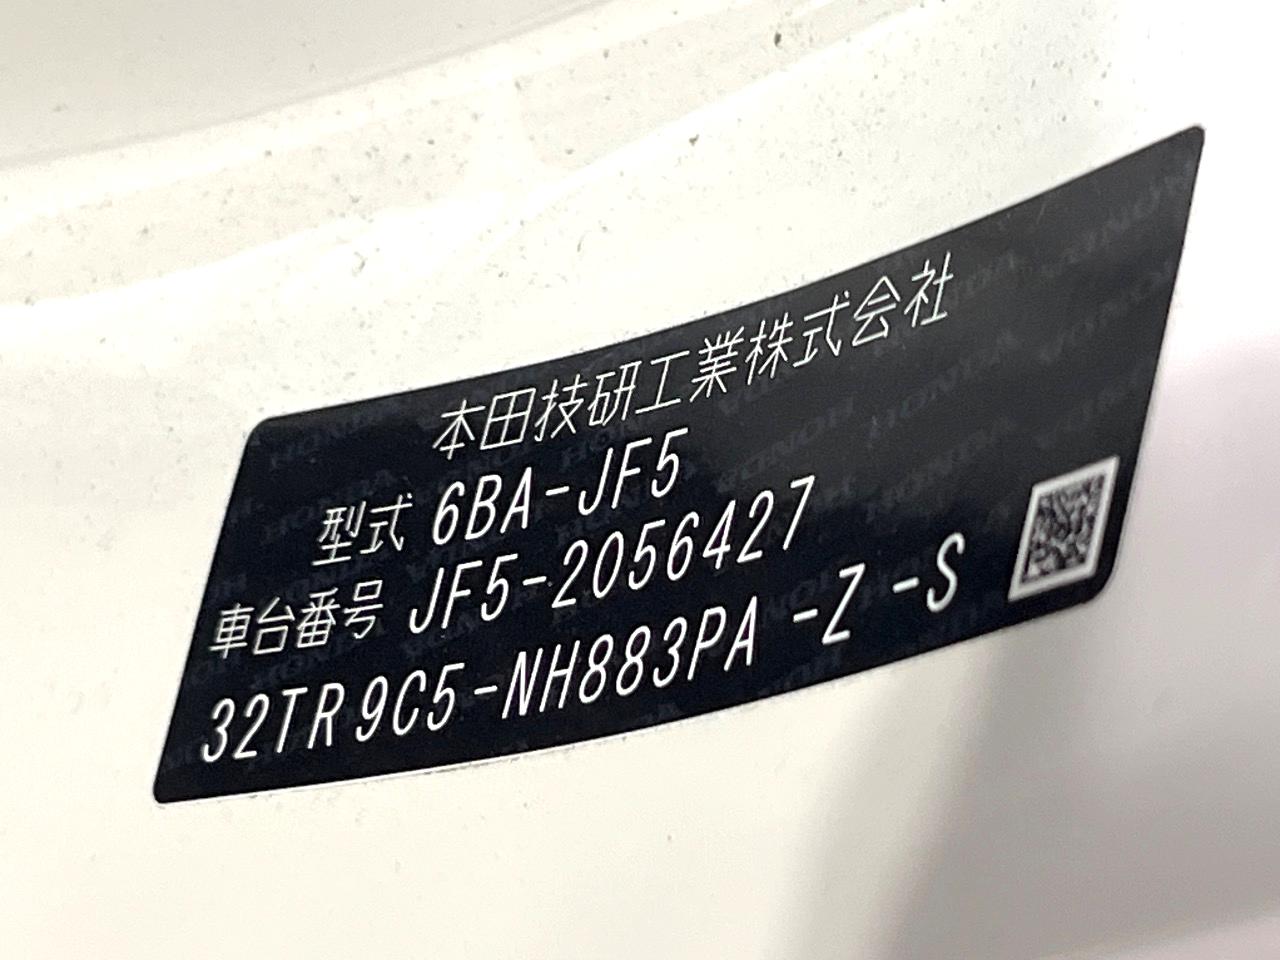 本田技研工業株式会社
型式 6BA-JF5
車台番号 JF5-2056427
32TR9C5-NH883PA -Z -S